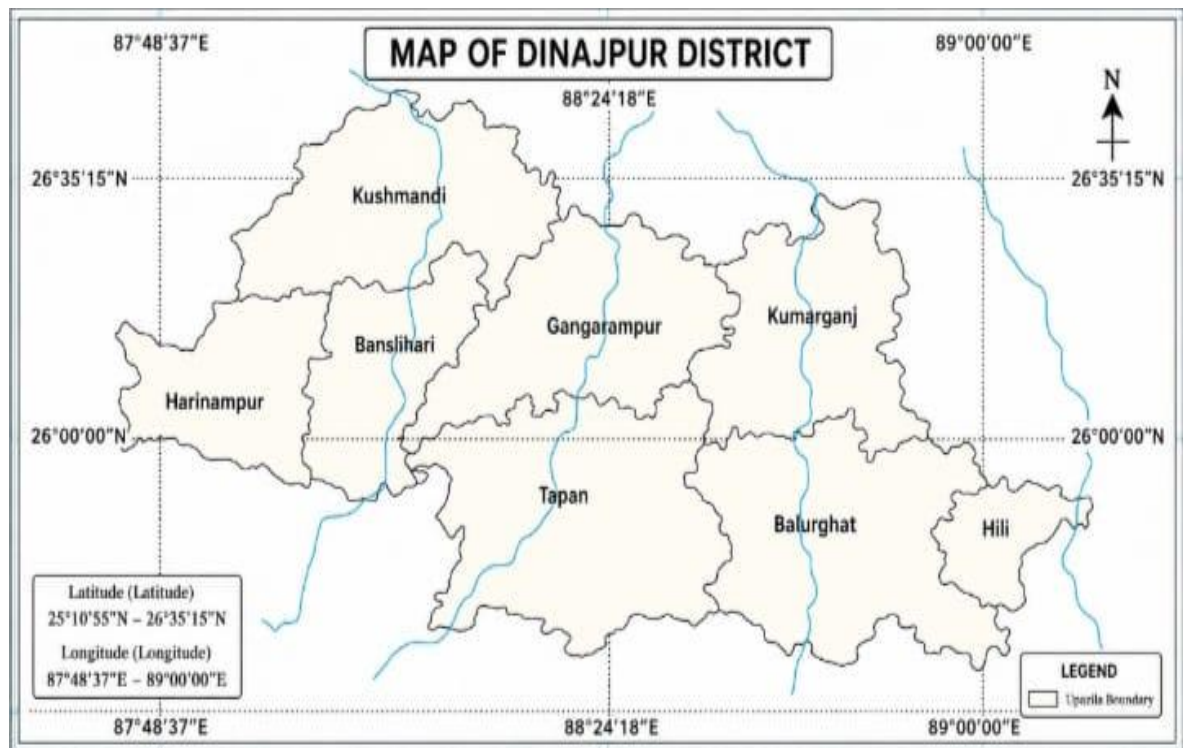 87°48'37"E
MAP OF DINAJPUR DISTRICT
89°00'00"E
88°24'18"E
N
26°35'15"N
26°35'15"N
Kushmandi
Gangarampur
Kumarganj
Banslihari
Harinampur
26°00'00"N
26°00'00"N
Tapan
Balurghat
Hili
Latitude (Latitude)
25°10'55"N – 26°35'15"N
Longitude (Longitude)
87°48'37"E – 89°00'00"E
LEGEND
Upazila Boundary
87°48'37"E
88°24'18"E
89°00'00"E